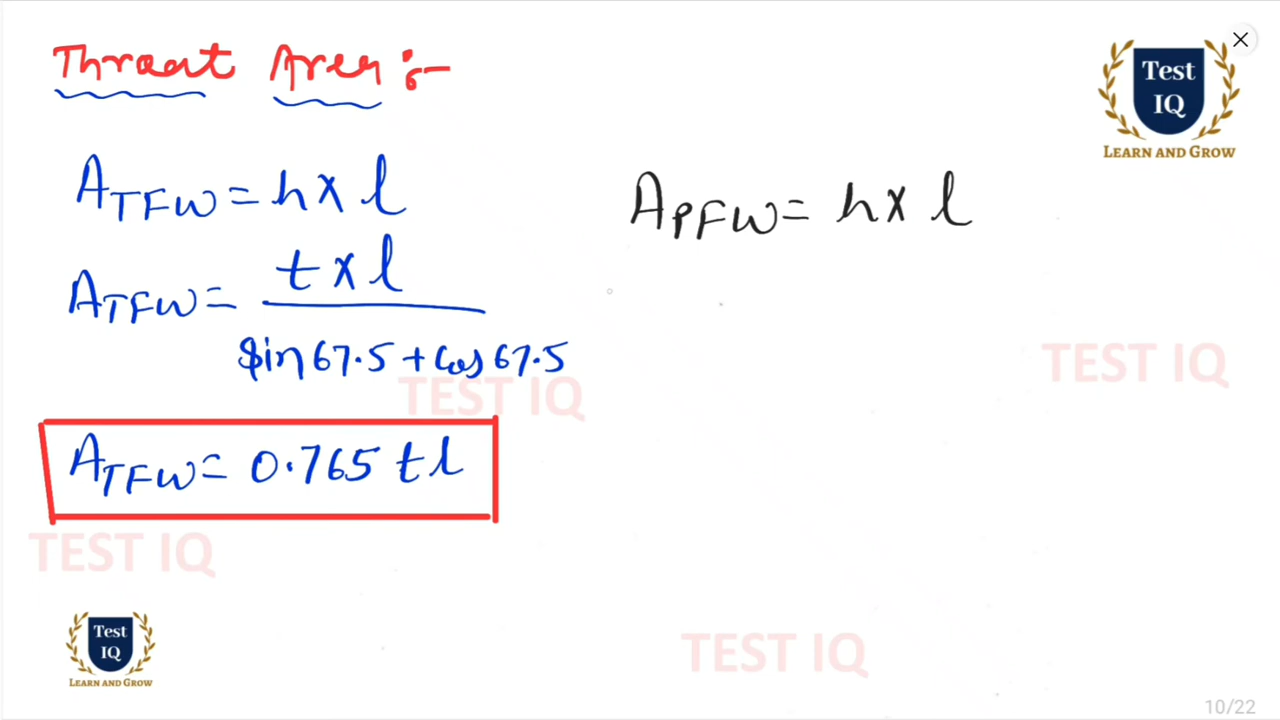 Throat Area :-
Test
IQ
LEARN AND GROW
A_TFW = h x l
A_PFW = h x l
A_TFW = t x l
sin 67.5 + cos 67.5
TEST IQ
TEST IQ
A_TFW = 0.765 t l
TEST IQ
TEST IQ
Test
IQ
LEARN AND GROW
10/22